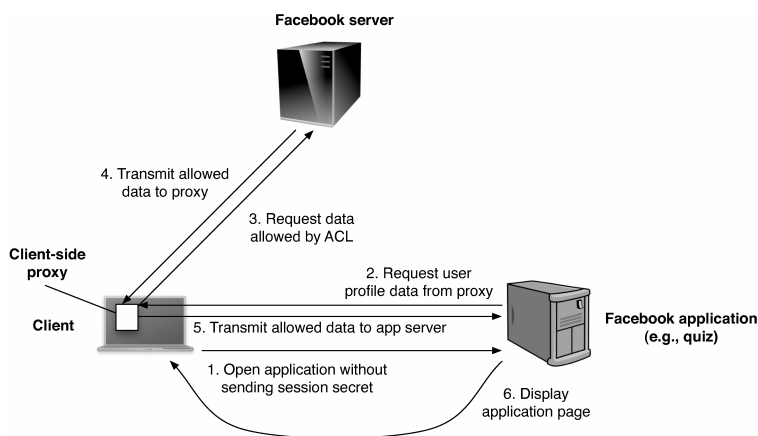 Facebook server
4. Transmit allowed
data to proxy
3. Request data
allowed by ACL
Client-side
proxy
2. Request user
profile data from proxy
Client
5. Transmit allowed data to app server
Facebook application
(e.g., quiz)
1. Open application without
sending session secret
6. Display
application page